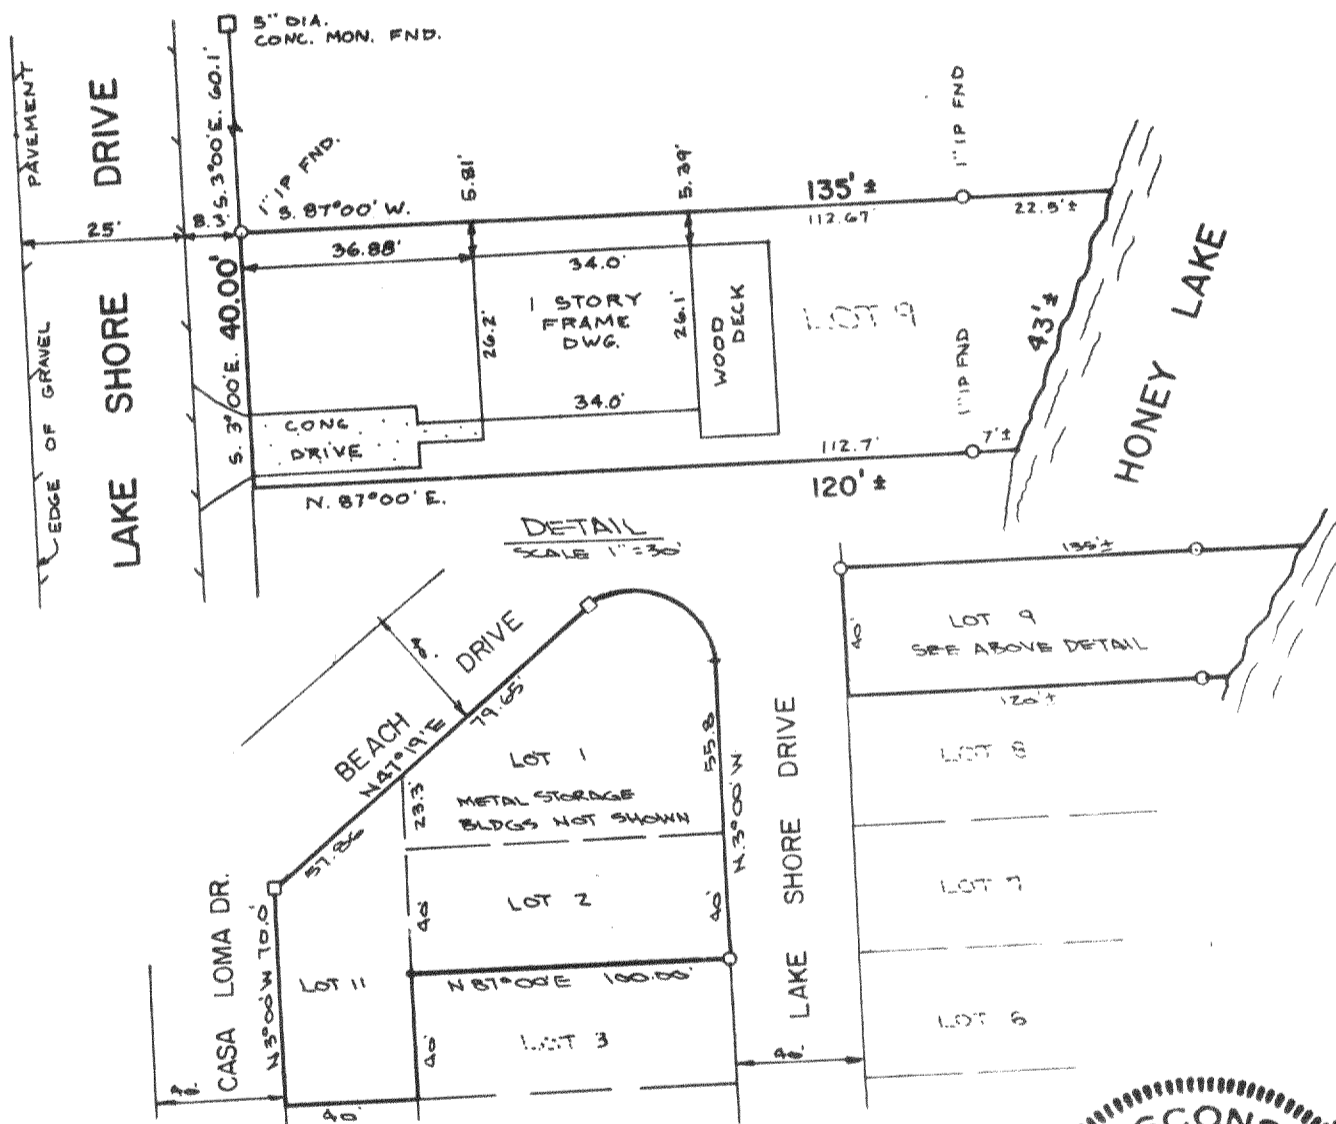 5" DIA.
CONC. MON. FND.
PAVEMENT
LAKE SHORE DRIVE
S. 3°00'E. 60.1'
1" IP FND.
5.81'
5.39'
1" IP FND
25'
S. 87°00' W.
135' ±
112.67'
22.5' ±
36.88'
34.0'
40.00'
S. 3°00'E.
1 STORY
FRAME
DWG.
26.2'
26.1'
WOOD
DECK
LOT 9
43' ±
HONEY LAKE
1" IP FND
EDGE OF GRAVEL
34.0'
CONC
DRIVE
112.7'
7' ±
N. 87°00' E.
120' ±
DETAIL
SCALE 1" = 30'
135' ±
LOT 9
SEE ABOVE DETAIL
40'
120' ±
BEACH DRIVE
N 47°19' E
79.65'
57.86
LOT 1
METAL STORAGE
BLDGS NOT SHOWN
23.3'
55.8
N. 3°00' W.
LAKE SHORE DRIVE
LOT 8
LOT 2
40'
40'
LOT 7
CASA LOMA DR.
N 3°00' W 70.0'
LOT 11
N 87°00' E 100.00'
LOT 3
40'
LOT 6
40'